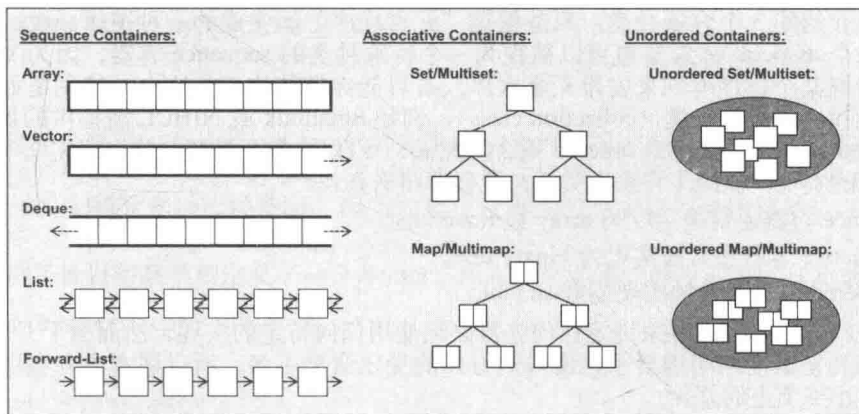 Sequence Containers:
Array:
Vector:
Deque:
List:
Forward-List:
Associative Containers:
Set/Multiset:
Map/Multimap:
Unordered Containers:
Unordered Set/Multiset:
Unordered Map/Multimap: